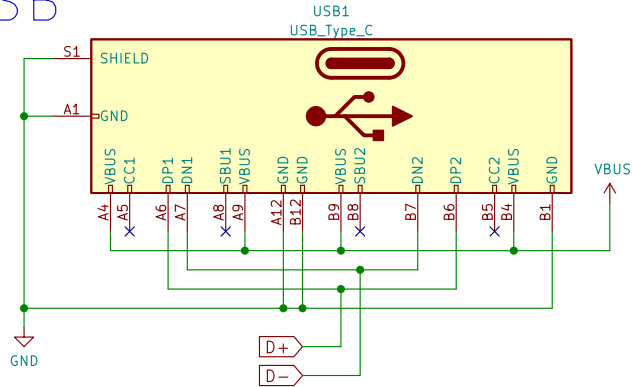 SB
USB1
USB_Type_C
S1 SHIELD
A1 GND
VBUS CC1 DP1 DN1 SBU1 VBUS GND GND VBUS SBU2 DN2 DP2 CC2 VBUS GND
VBUS
A4 A5 A6 A7 A8 A9 A12 B12 B9 B8 B7 B6 B5 B4 B1
D+
GND
D-